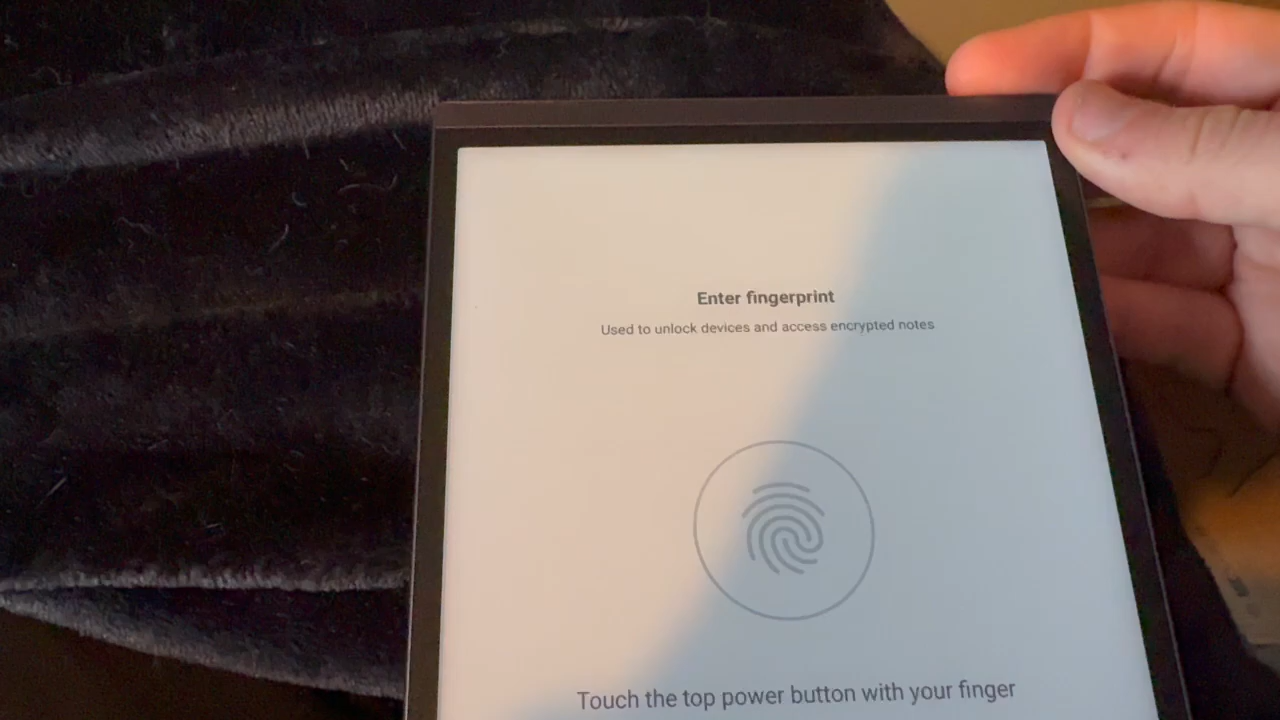 Enter fingerprint
Used to unlock devices and access encrypted notes
Touch the top power button with your finger